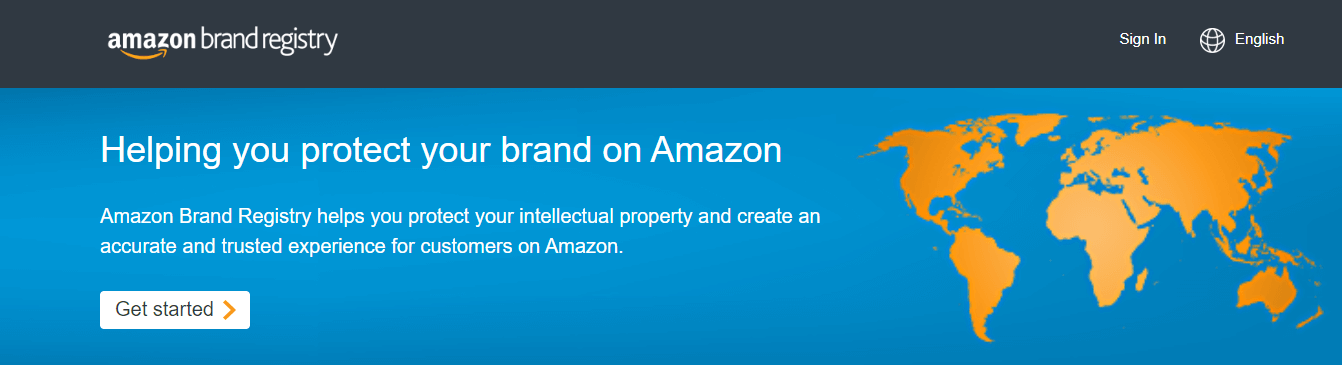 amazon brand registry
Sign In
English
Helping you protect your brand on Amazon
Amazon Brand Registry helps you protect your intellectual property and create an
accurate and trusted experience for customers on Amazon.
Get started